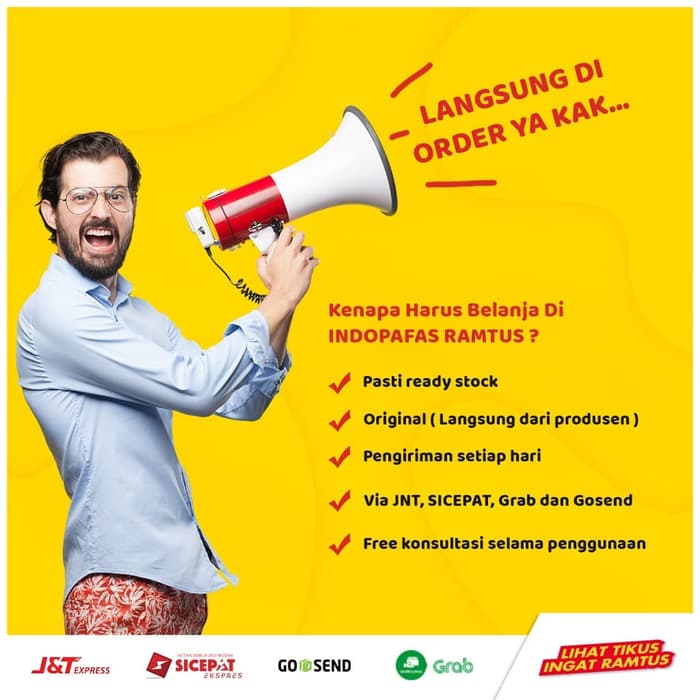 LANGSUNG DI
ORDER YA KAK...
Kenapa Harus Belanja Di
INDOPAFAS RAMTUS ?
Pasti ready stock
Original ( Langsung dari produsen )
Pengiriman setiap hari
Via JNT, SICEPAT, Grab dan Gosend
Free konsultasi selama penggunaan
J&T EXPRESS
SICEPAT
EKSPRES
GO SEND
Grab
LIHAT TIKUS
INGAT RAMTUS